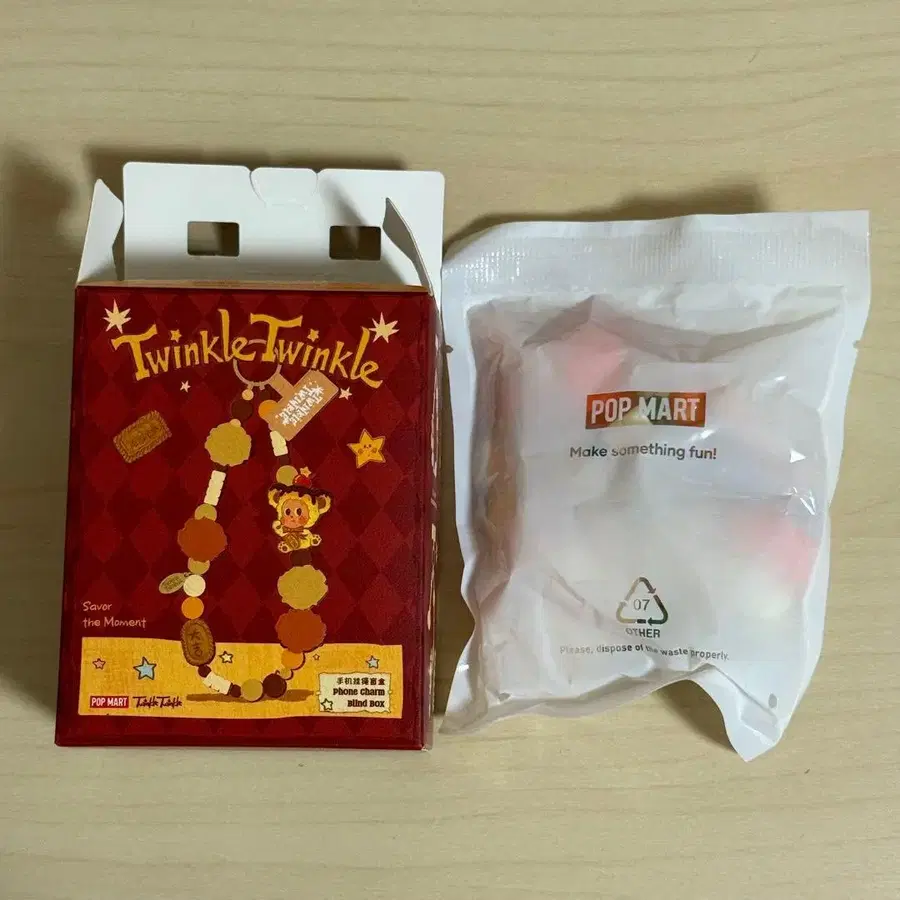 Twinkle Twinkle
Savor
the Moment
POP MART Twinkle Twinkle
手机挂绳盲盒
Phone Charm
Blind Box
POP MART
Make something fun!
07
OTHER
Please, dispose of the waste properly.